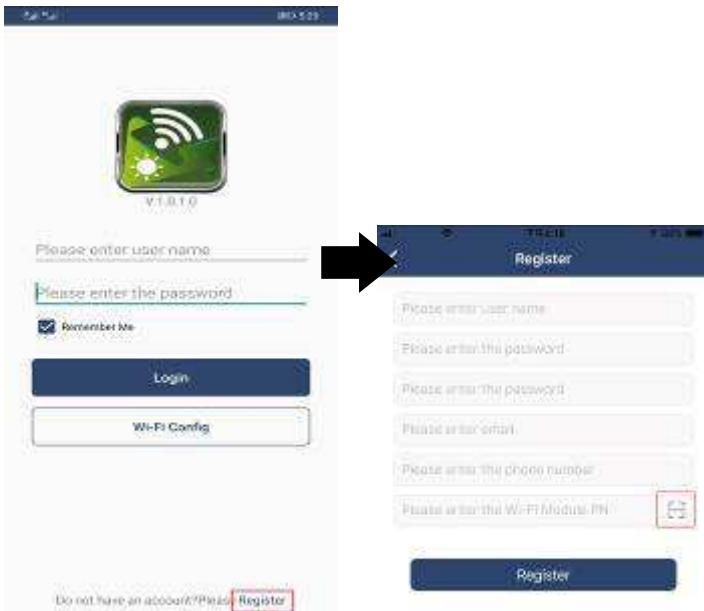 V.1.0.1.0
Please enter user name
Please enter the password
Remember Me
Login
Wi-Fi Config
Do not have an account?Please Register
Register
Please enter user name
Please enter the password
Please enter the password
Please enter email
Please enter the phone number
Please enter the Wi-Fi Module PN
Register